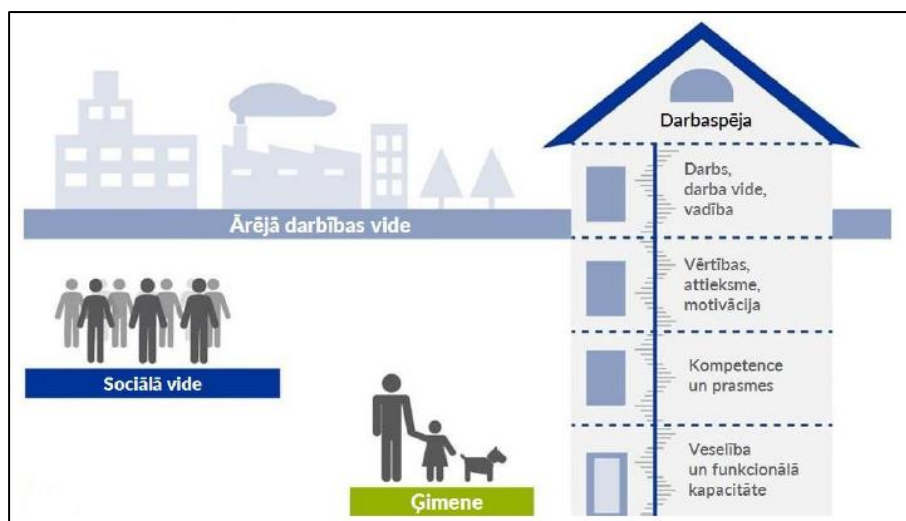 Darbaspēja
Darbs,
darba vide,
vadība
Ārējā darbības vide
Vērtības,
attieksme,
motivācija
Sociālā vide
Kompetence
un prasmes
Veselība
un funkcionālā
kapacitāte
Ģimene